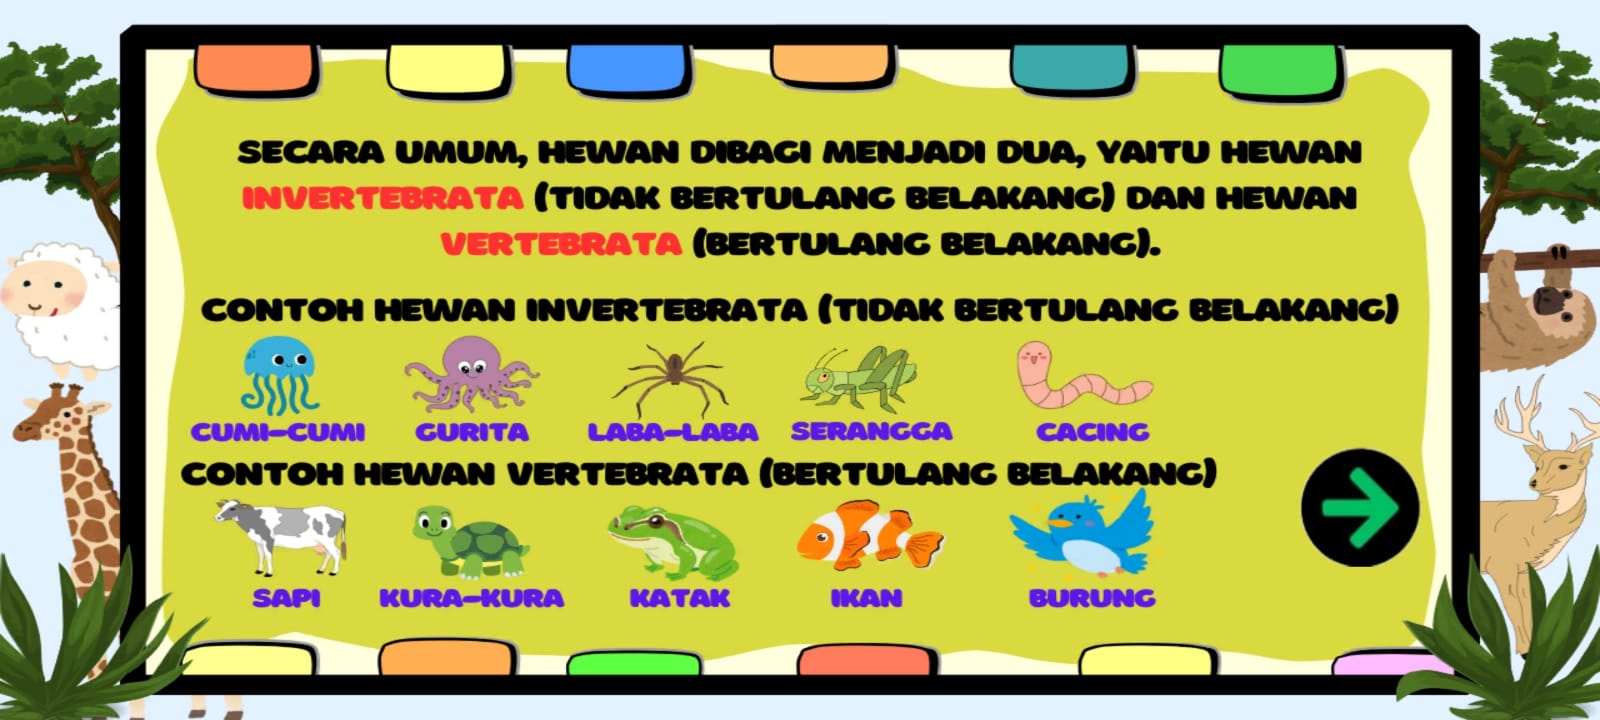 SECARA UMUM, HEWAN DIBAGI MENJADI DUA, YAITU HEWAN
INVERTEBRATA (TIDAK BERTULANG BELAKANG) DAN HEWAN
VERTEBRATA (BERTULANG BELAKANG).
CONTOH HEWAN INVERTEBRATA (TIDAK BERTULANG BELAKANG)
CUMI-CUMI GURITA LABA-LABA SERANGGA CACING
CONTOH HEWAN VERTEBRATA (BERTULANG BELAKANG)
SAPI KURA-KURA KATAK IKAN BURUNG